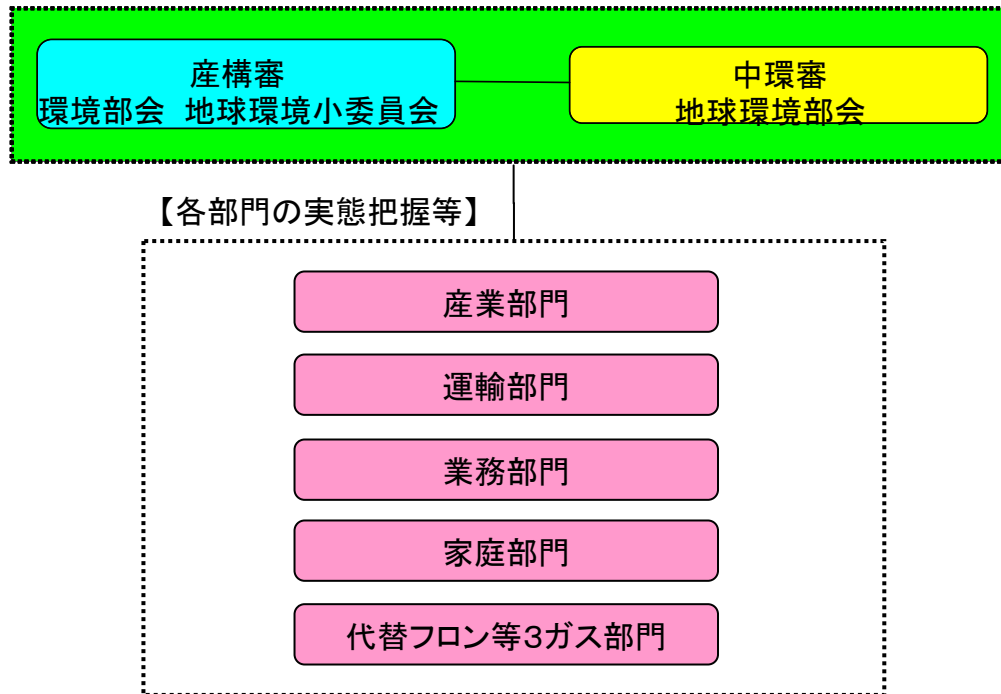 産構審
環境部会 地球環境小委員会
中環審
地球環境部会
【各部門の実態把握等】
産業部門
運輸部門
業務部門
家庭部門
代替フロン等3ガス部門